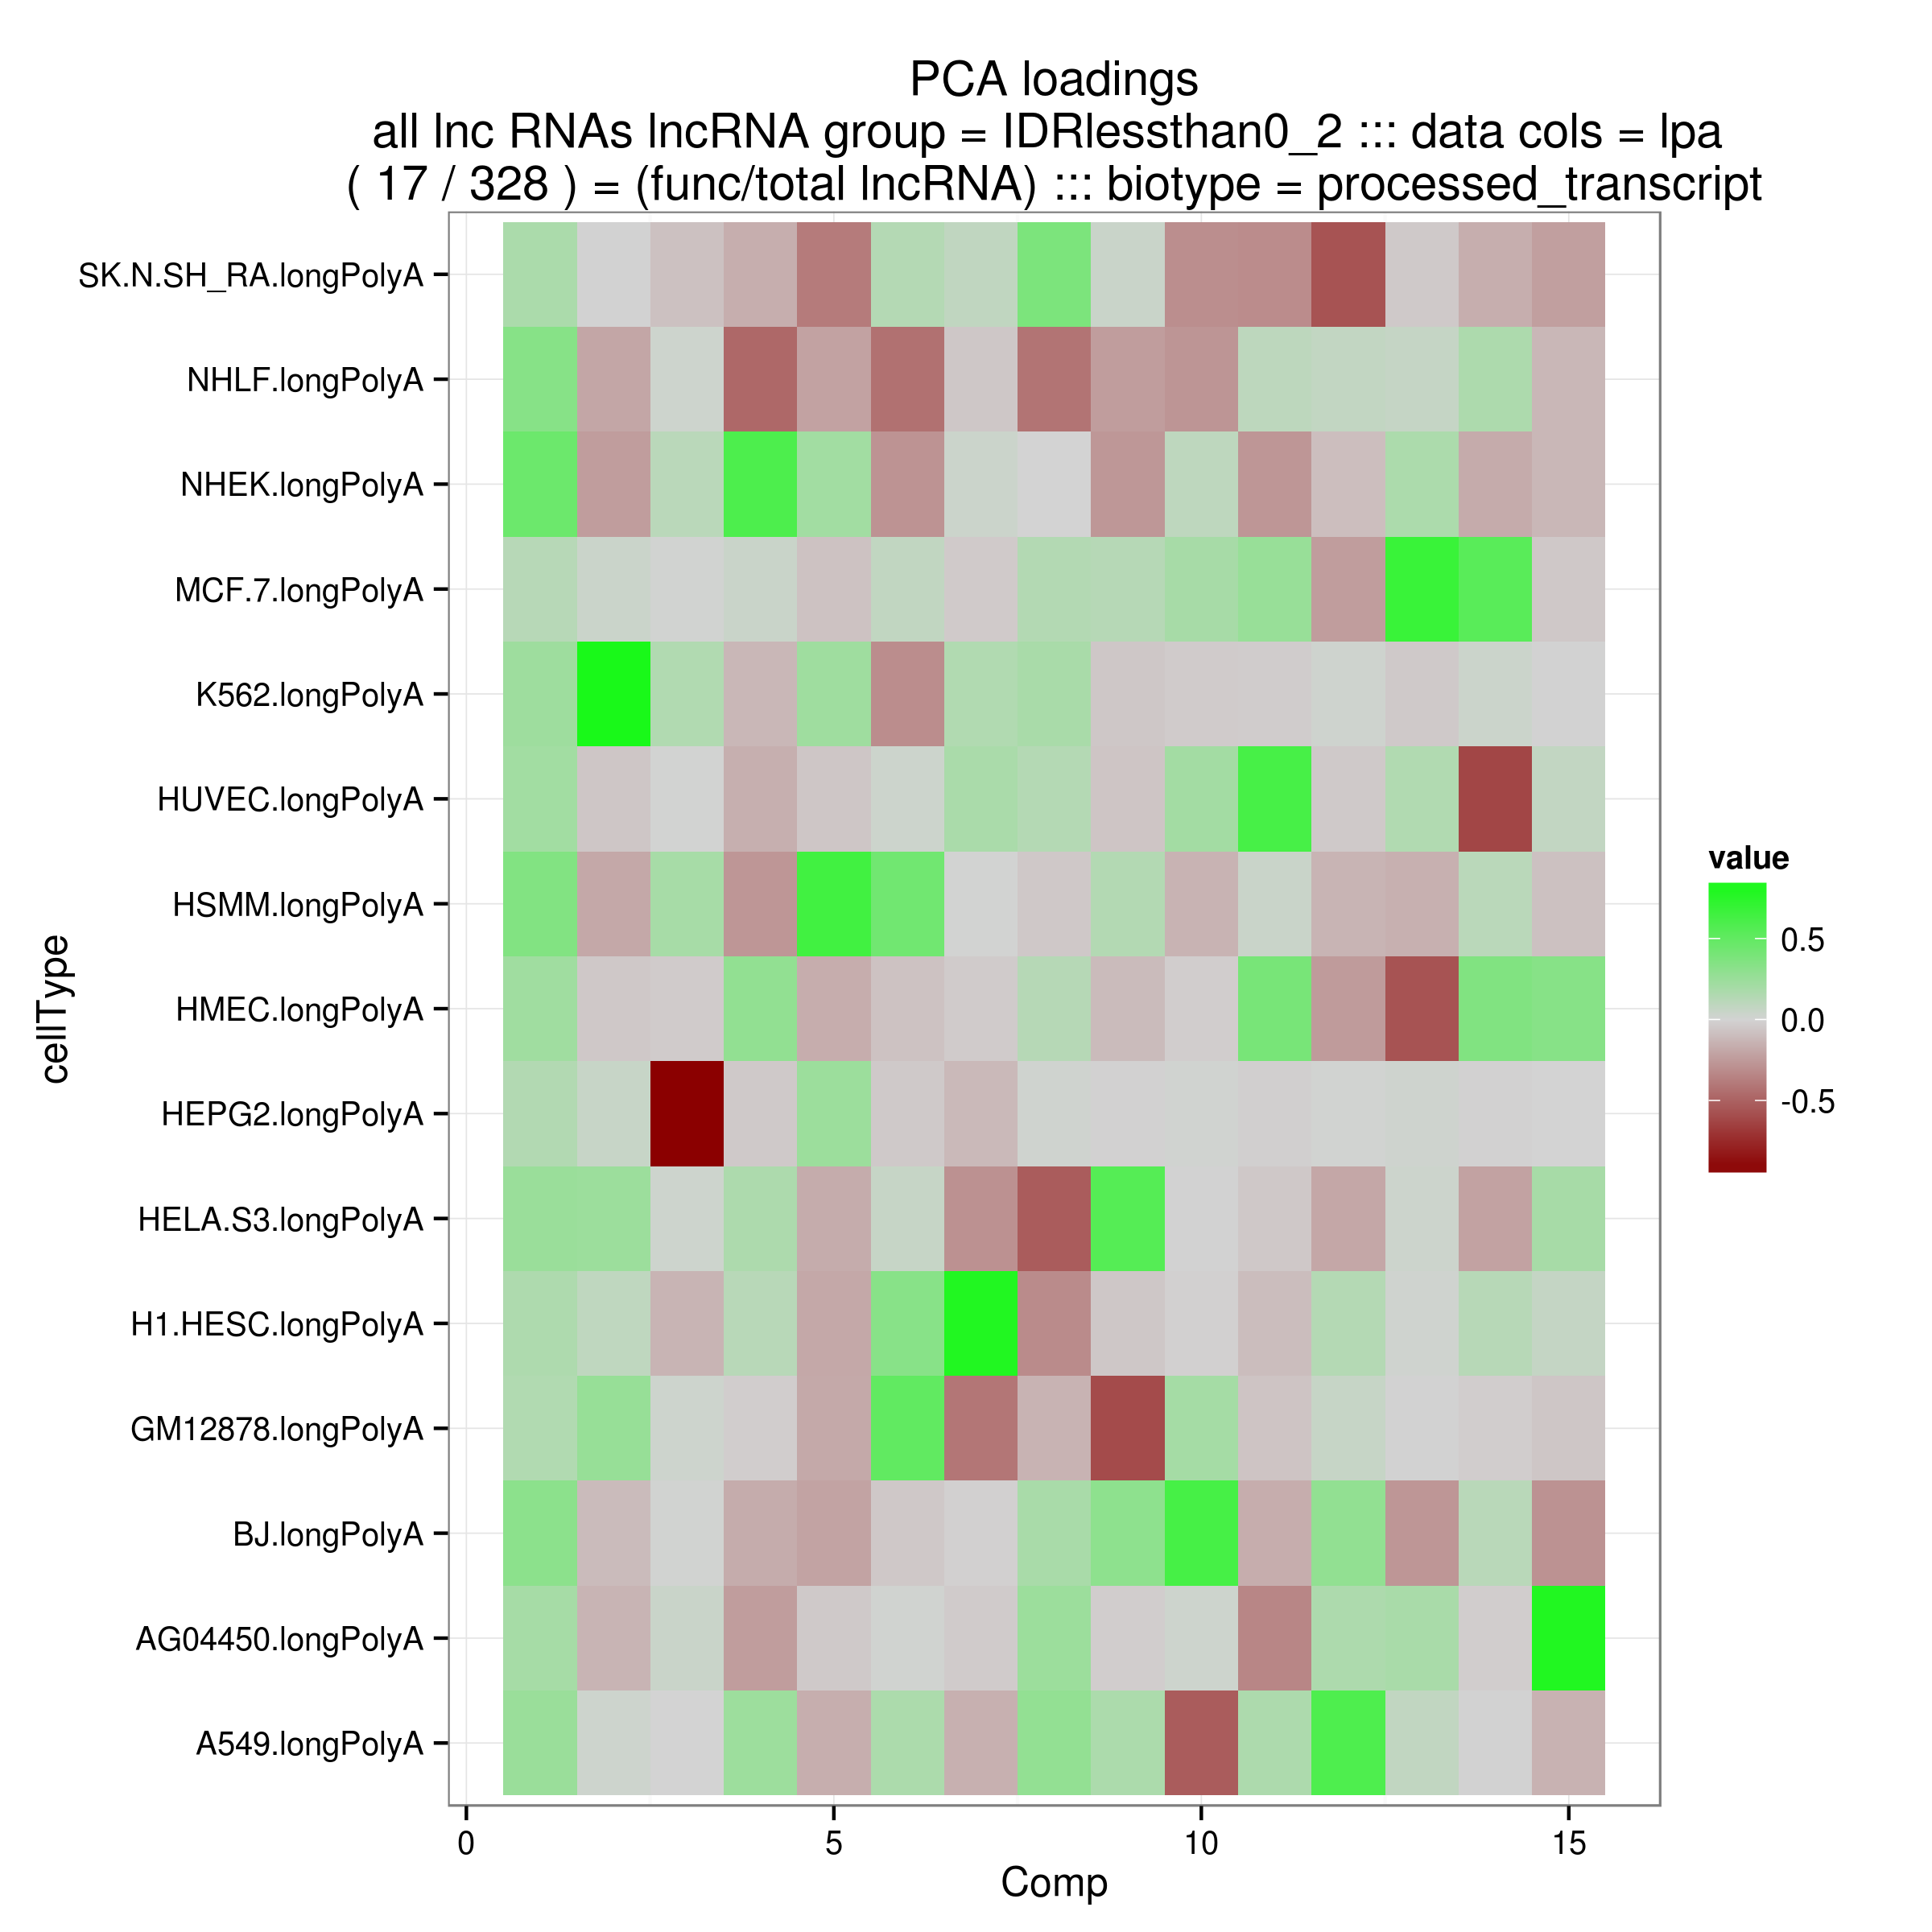 PCA loadings
all lnc RNAs lncRNA group = IDRlessthan0_2 ::: data cols = lpa
( 17 / 328 ) = (func/total lncRNA) ::: biotype = processed_transcript
SK.N.SH_RA.longPolyA
NHLF.longPolyA
NHEK.longPolyA
MCF.7.longPolyA
K562.longPolyA
HUVEC.longPolyA
HSMM.longPolyA
HMEC.longPolyA
HEPG2.longPolyA
HELA.S3.longPolyA
H1.HESC.longPolyA
GM12878.longPolyA
BJ.longPolyA
AG04450.longPolyA
A549.longPolyA
cellType
0 5 10 15
Comp
value
0.5
0.0
-0.5